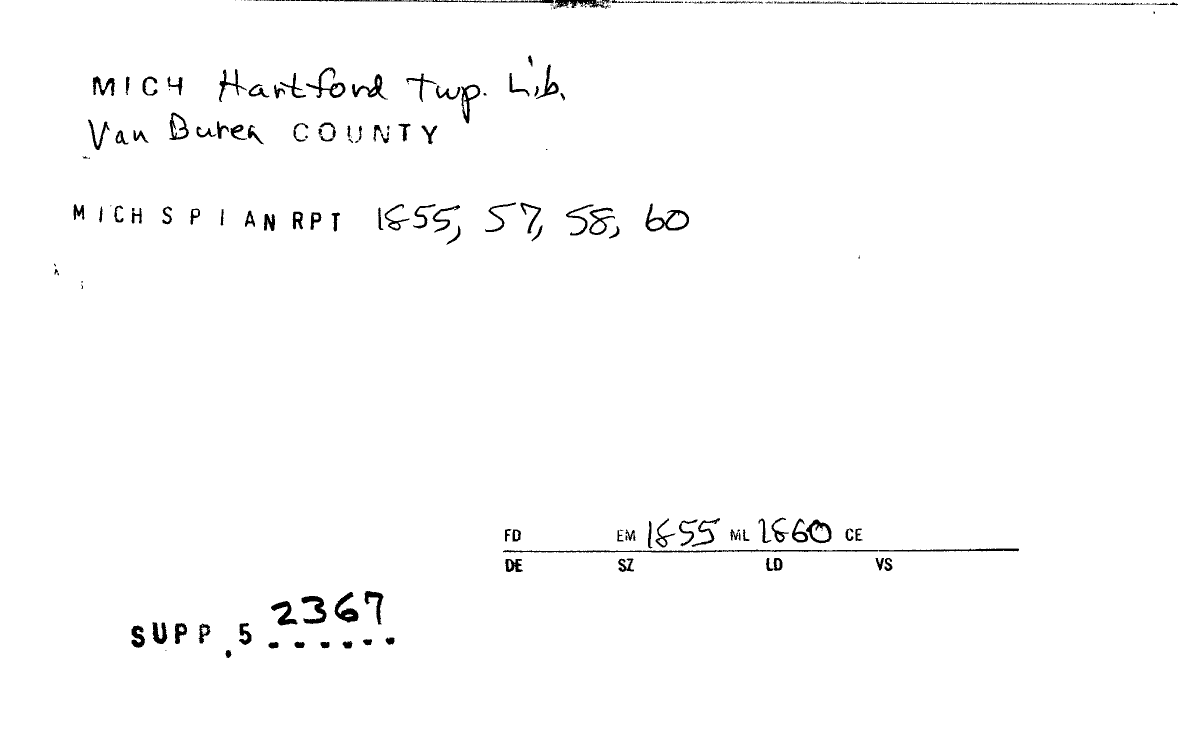 MICH Hartford Twp. Lib.
Van Buren COUNTY
MICH S P I AN RPT 1855, 57, 58, 60
FD EM 1855 ML 1860 CE
DE SZ LD VS
SUPP.5 2367